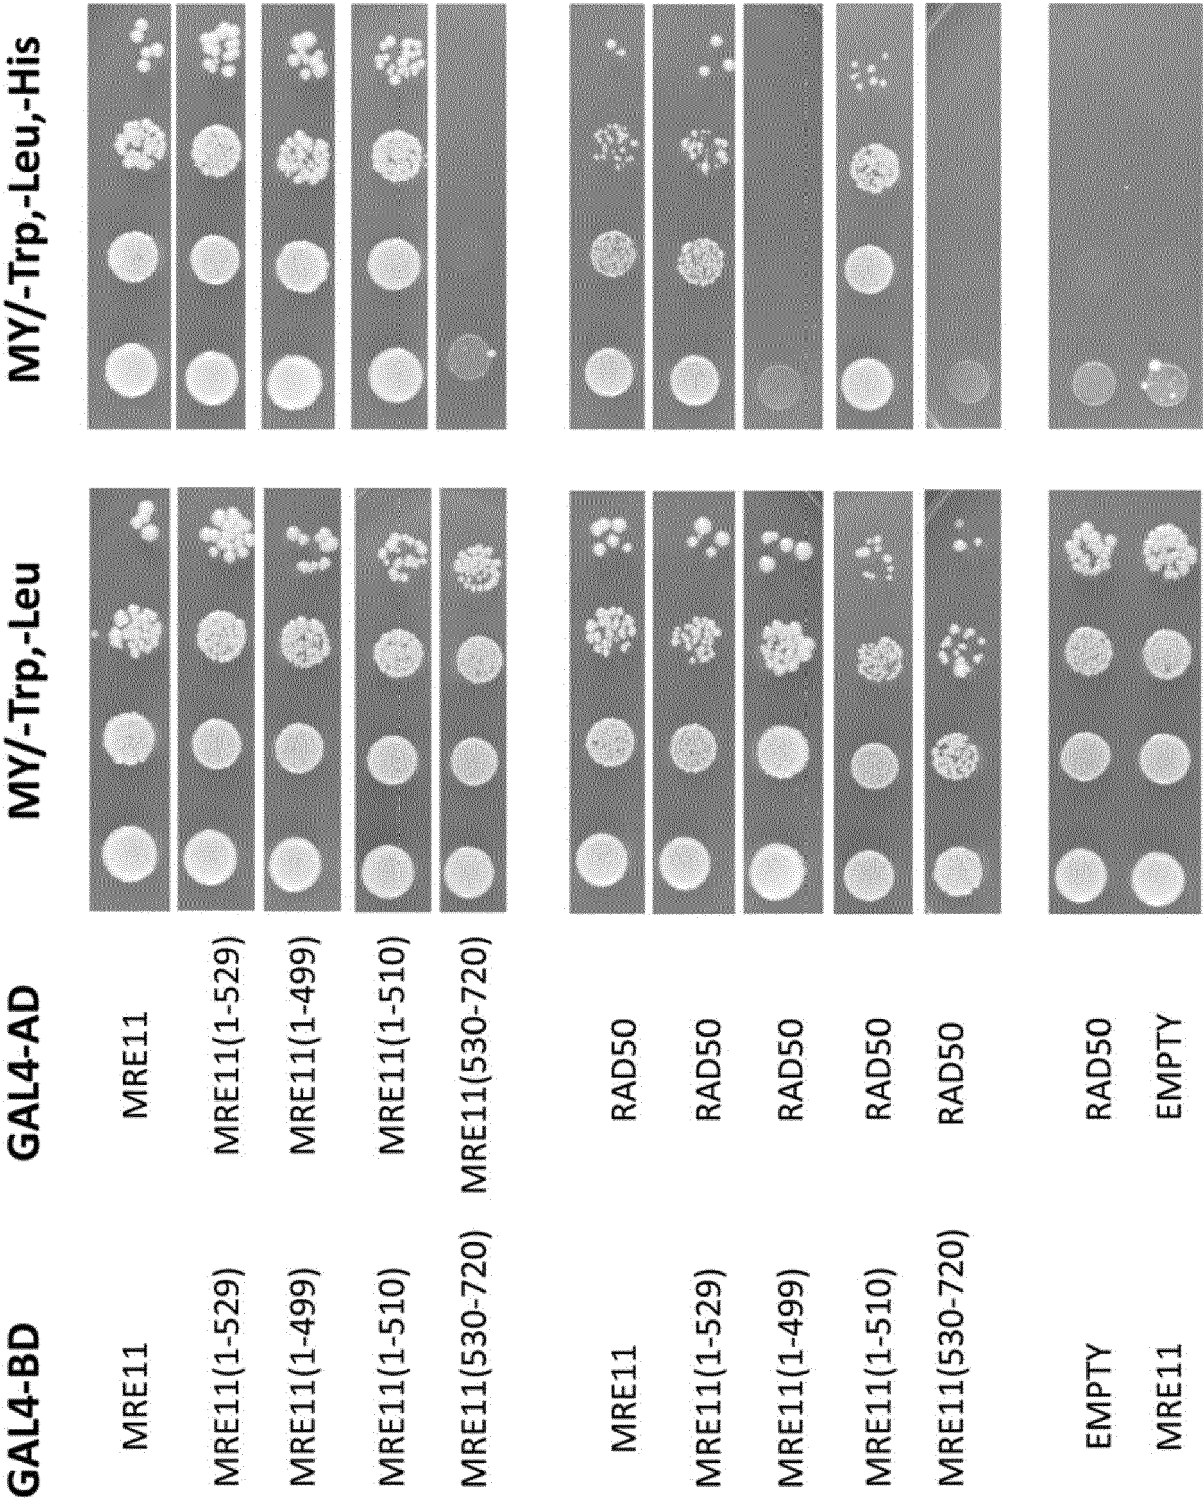 GAL4-BD GAL4-AD MY/-Trp,-Leu MY/-Trp,-Leu,-His
MRE11 MRE11
MRE11(1-529) MRE11(1-529)
MRE11(1-499) MRE11(1-499)
MRE11(1-510) MRE11(1-510)
MRE11(530-720) MRE11(530-720)
MRE11 RAD50
MRE11(1-529) RAD50
MRE11(1-499) RAD50
MRE11(1-510) RAD50
MRE11(530-720) RAD50
EMPTY RAD50
MRE11 EMPTY